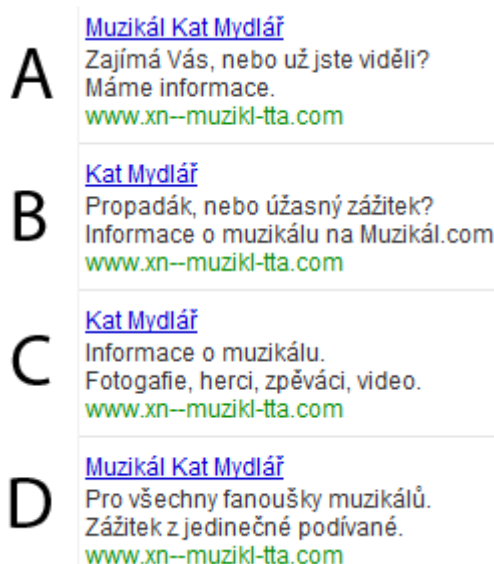 A
Muzikál Kat Mydlář
Zajímá Vás, nebo už jste viděli?
Máme informace.
www.xn--muzikl-tta.com
B
Kat Mydlář
Propadák, nebo úžasný zážitek?
Informace o muzikálu na Muzikál.com
www.xn--muzikl-tta.com
C
Kat Mydlář
Informace o muzikálu.
Fotogafie, herci, zpěváci, video.
www.xn--muzikl-tta.com
D
Muzikál Kat Mydlář
Pro všechny fanoušky muzikálů.
Zážitek z jedinečné podívané.
www.xn--muzikl-tta.com